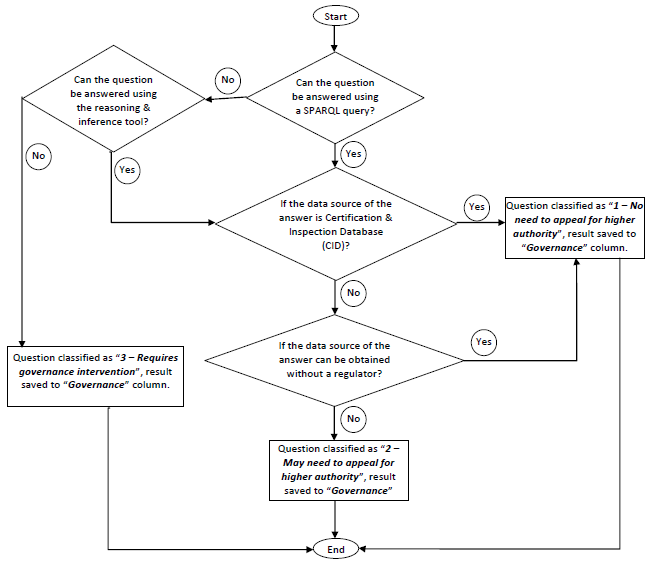 Start
Can the question
be answered using
the reasoning &
inference tool?
No
Can the question
be answered using
a SPARQL query?
No
Yes
Yes
If the data source of the
answer is Certification &
Inspection Database
(CID)?
Yes
Question classified as “1 – No
need to appeal for higher
authority”, result saved to
“Governance” column.
No
If the data source of the
answer can be obtained
without a regulator?
Yes
Question classified as “3 – Requires
governance intervention”, result
saved to “Governance” column.
No
Question classified as “2 –
May need to appeal for
higher authority”, result
saved to “Governance”
End